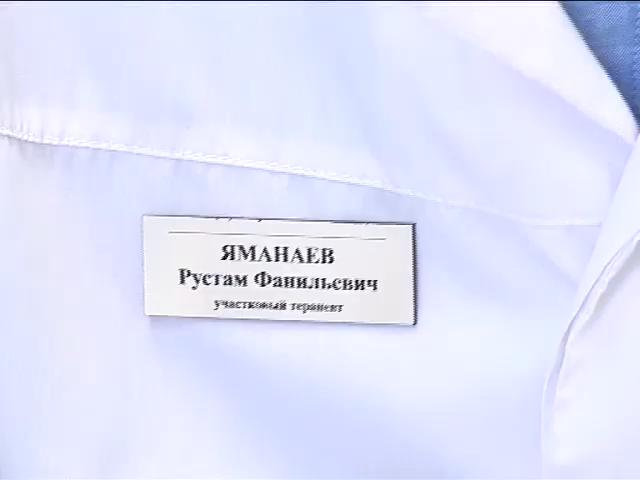 ЯМАНАЕВ
Рустам Фанильевич
участковый терапевт